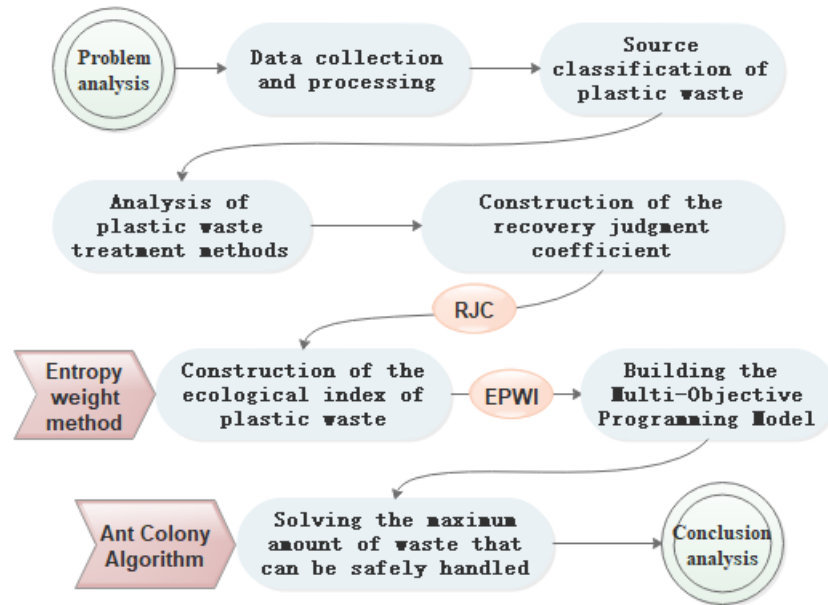 Problem
analysis
Data collection
and processing
Source
classification of
plastic waste
Analysis of
plastic waste
treatment methods
Construction of the
recovery judgment
coefficient
RJC
Entropy
weight
method
Construction of the
ecological index of
plastic waste
EPWI
Building the
Multi-Objective
Programming Model
Ant Colony
Algorithm
Solving the maximum
amount of waste that
can be safely handled
Conclusion
analysis